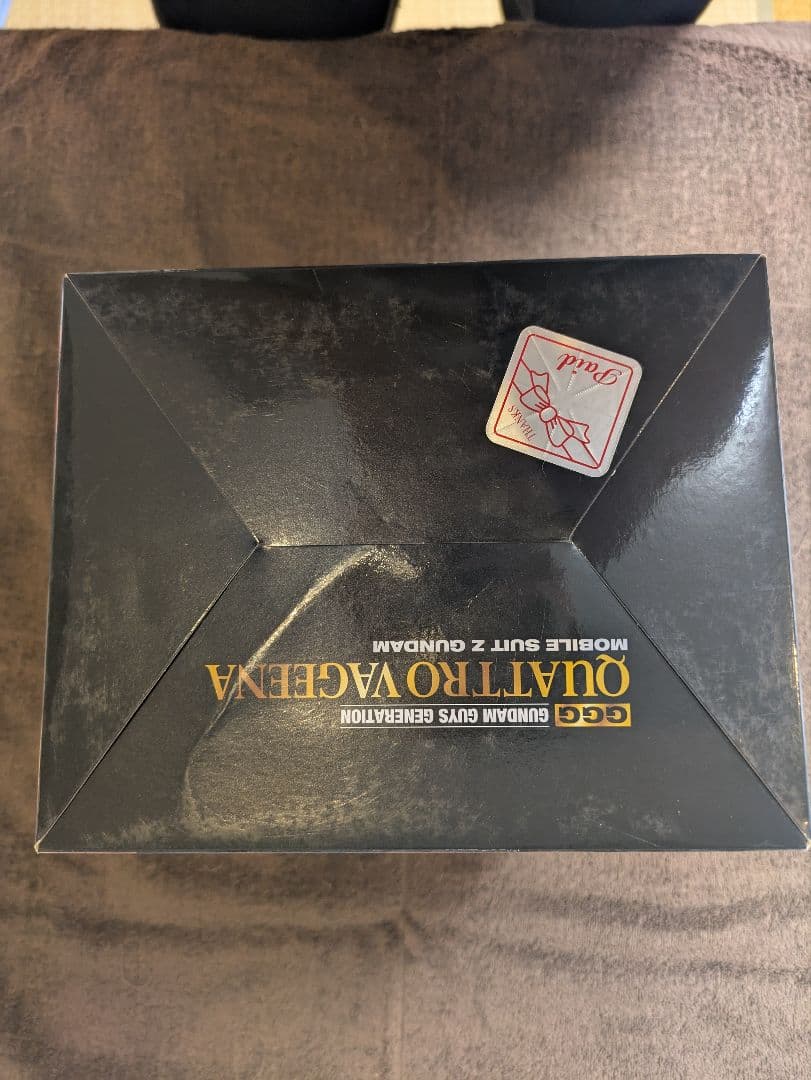 GGG GUNDAM GUYS GENERATION
QUATTRO VAGEENA
MOBILE SUIT Z GUNDAM
THANKS
Paid